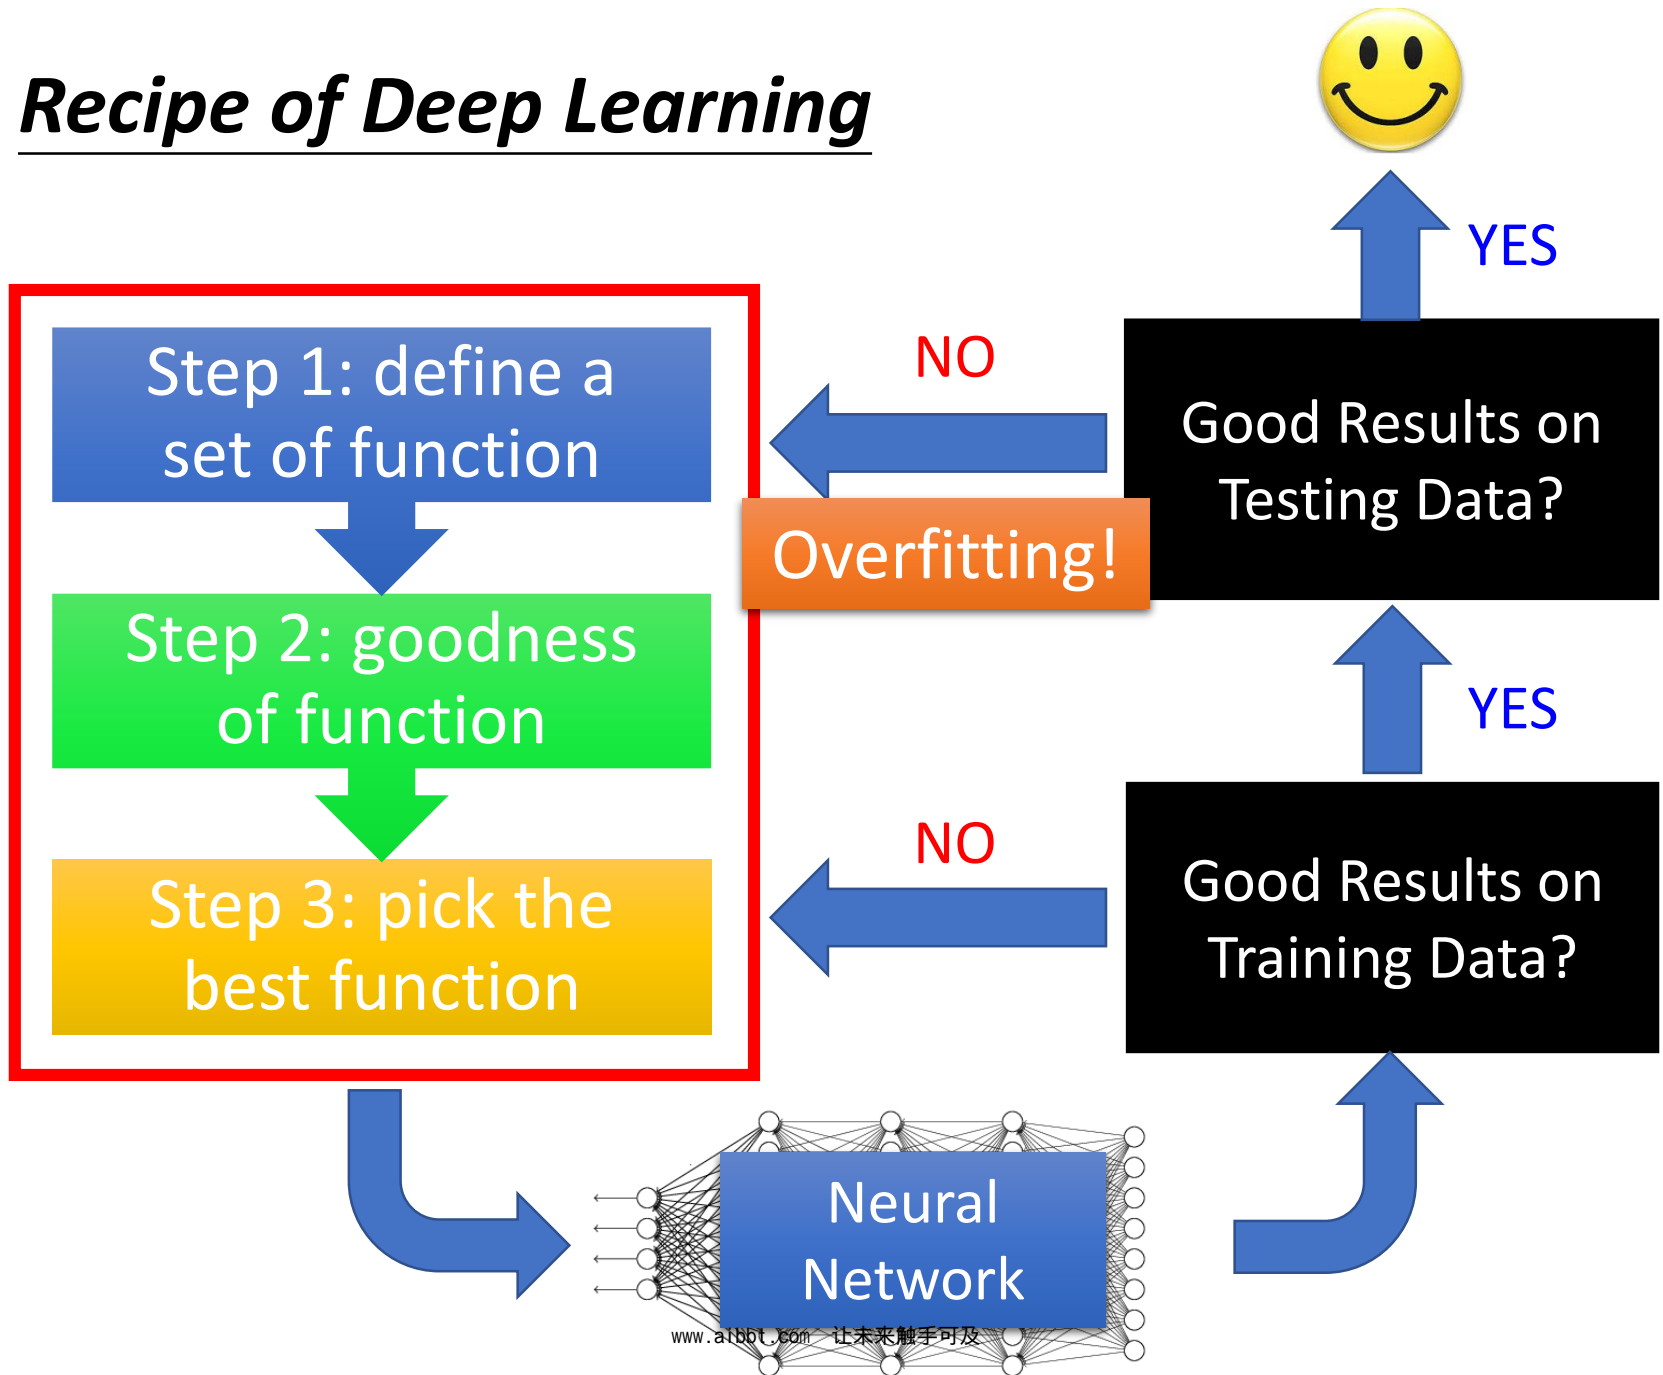 Recipe of Deep Learning
YES
Step 1: define a
set of function
NO
Good Results on
Testing Data?
Overfitting!
Step 2: goodness
of function
YES
Step 3: pick the
best function
NO
Good Results on
Training Data?
Neural
Network
www.aibbt.com 让未来触手可及